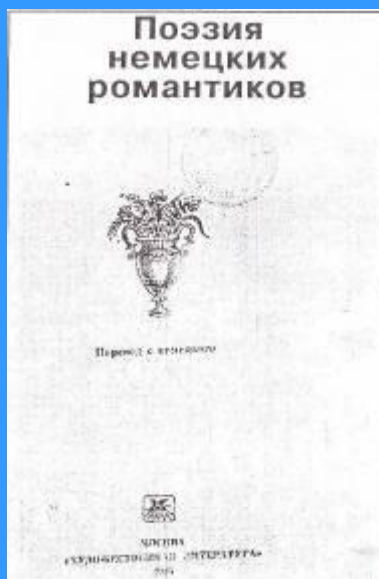 Поэзия
немецких
романтиков
Перевод с немецкого
МОСКВА
«ХУДОЖЕСТВЕННАЯ ЛИТЕРАТУРА»